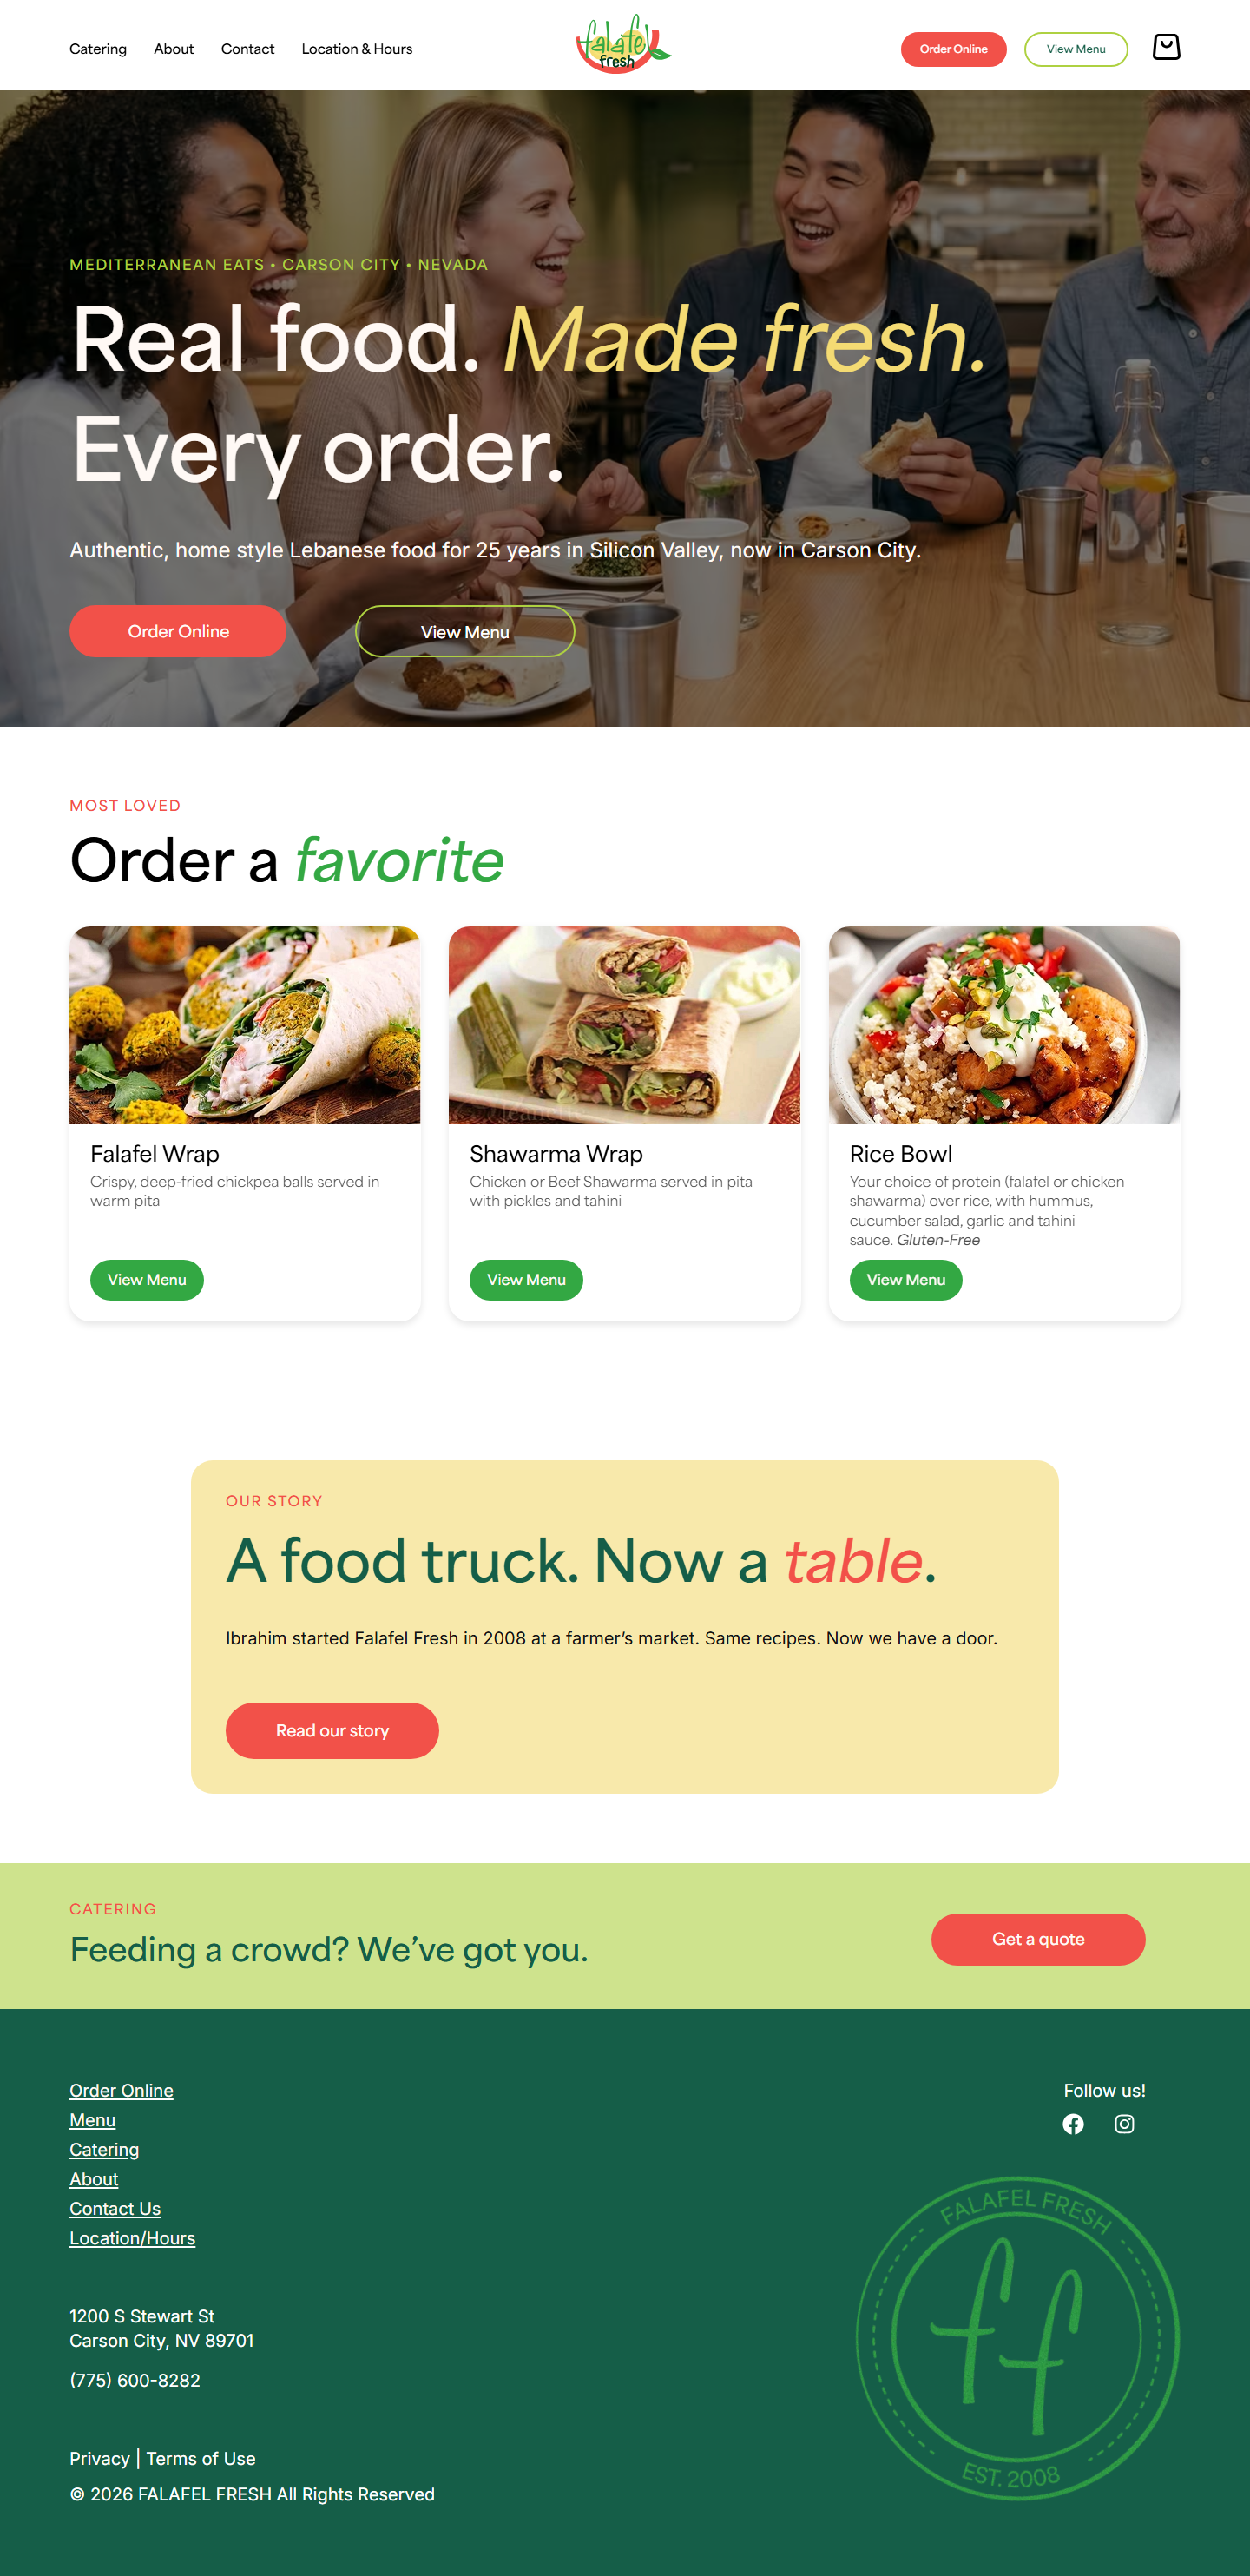 Catering About Contact Location & Hours
falafel
fresh
Order Online View Menu
MEDITERRANEAN EATS • CARSON CITY • NEVADA
Real food. Made fresh.
Every order.
Authentic, home style Lebanese food for 25 years in Silicon Valley, now in Carson City.
Order Online View Menu
MOST LOVED
Order a favorite
Falafel Wrap
Crispy, deep-fried chickpea balls served in
warm pita
View Menu
Shawarma Wrap
Chicken or Beef Shawarma served in pita
with pickles and tahini
View Menu
Rice Bowl
Your choice of protein (falafel or chicken
shawarma) over rice, with hummus,
cucumber salad, garlic and tahini
sauce. Gluten-Free
View Menu
OUR STORY
A food truck. Now a table.
Ibrahim started Falafel Fresh in 2008 at a farmer’s market. Same recipes. Now we have a door.
Read our story
CATERING
Feeding a crowd? We’ve got you.
Get a quote
Order Online
Menu
Catering
About
Contact Us
Location/Hours
1200 S Stewart St
Carson City, NV 89701
(775) 600-8282
Privacy | Terms of Use
© 2026 FALAFEL FRESH All Rights Reserved
Follow us!
FALAFEL FRESH
ff
EST. 2008